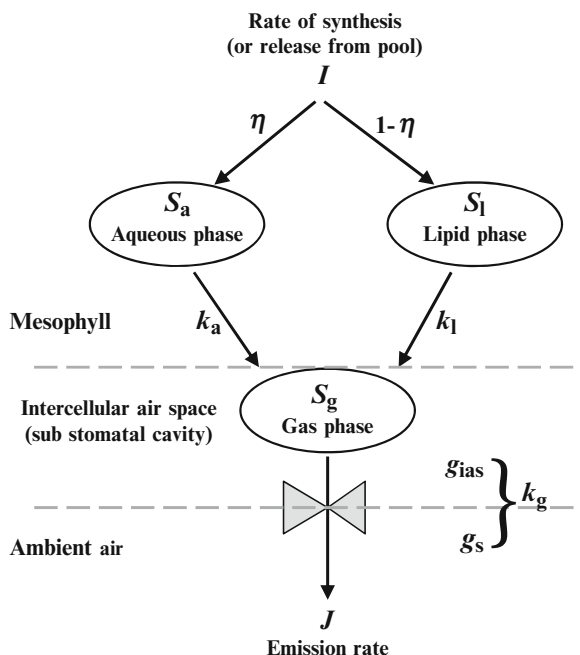 Rate of synthesis
(or release from pool)
I
η
1-η
Sa
Aqueous phase
Sl
Lipid phase
Mesophyll
ka
kl
Intercellular air space
(sub stomatal cavity)
Sg
Gas phase
gias
kg
gs
Ambient air
J
Emission rate